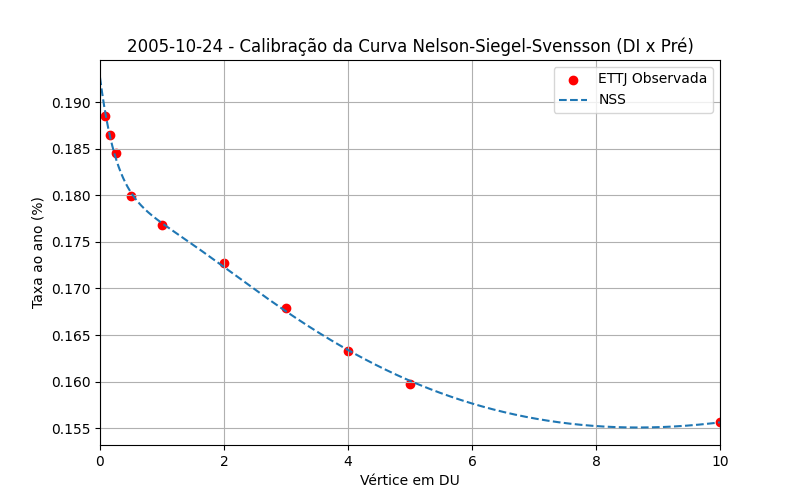 2005-10-24 - Calibração da Curva Nelson-Siegel-Svensson (DI x Pré)
ETTJ Observada
NSS
Taxa ao ano (%)
0.190
0.185
0.180
0.175
0.170
0.165
0.160
0.155
0 2 4 6 8 10
Vértice em DU